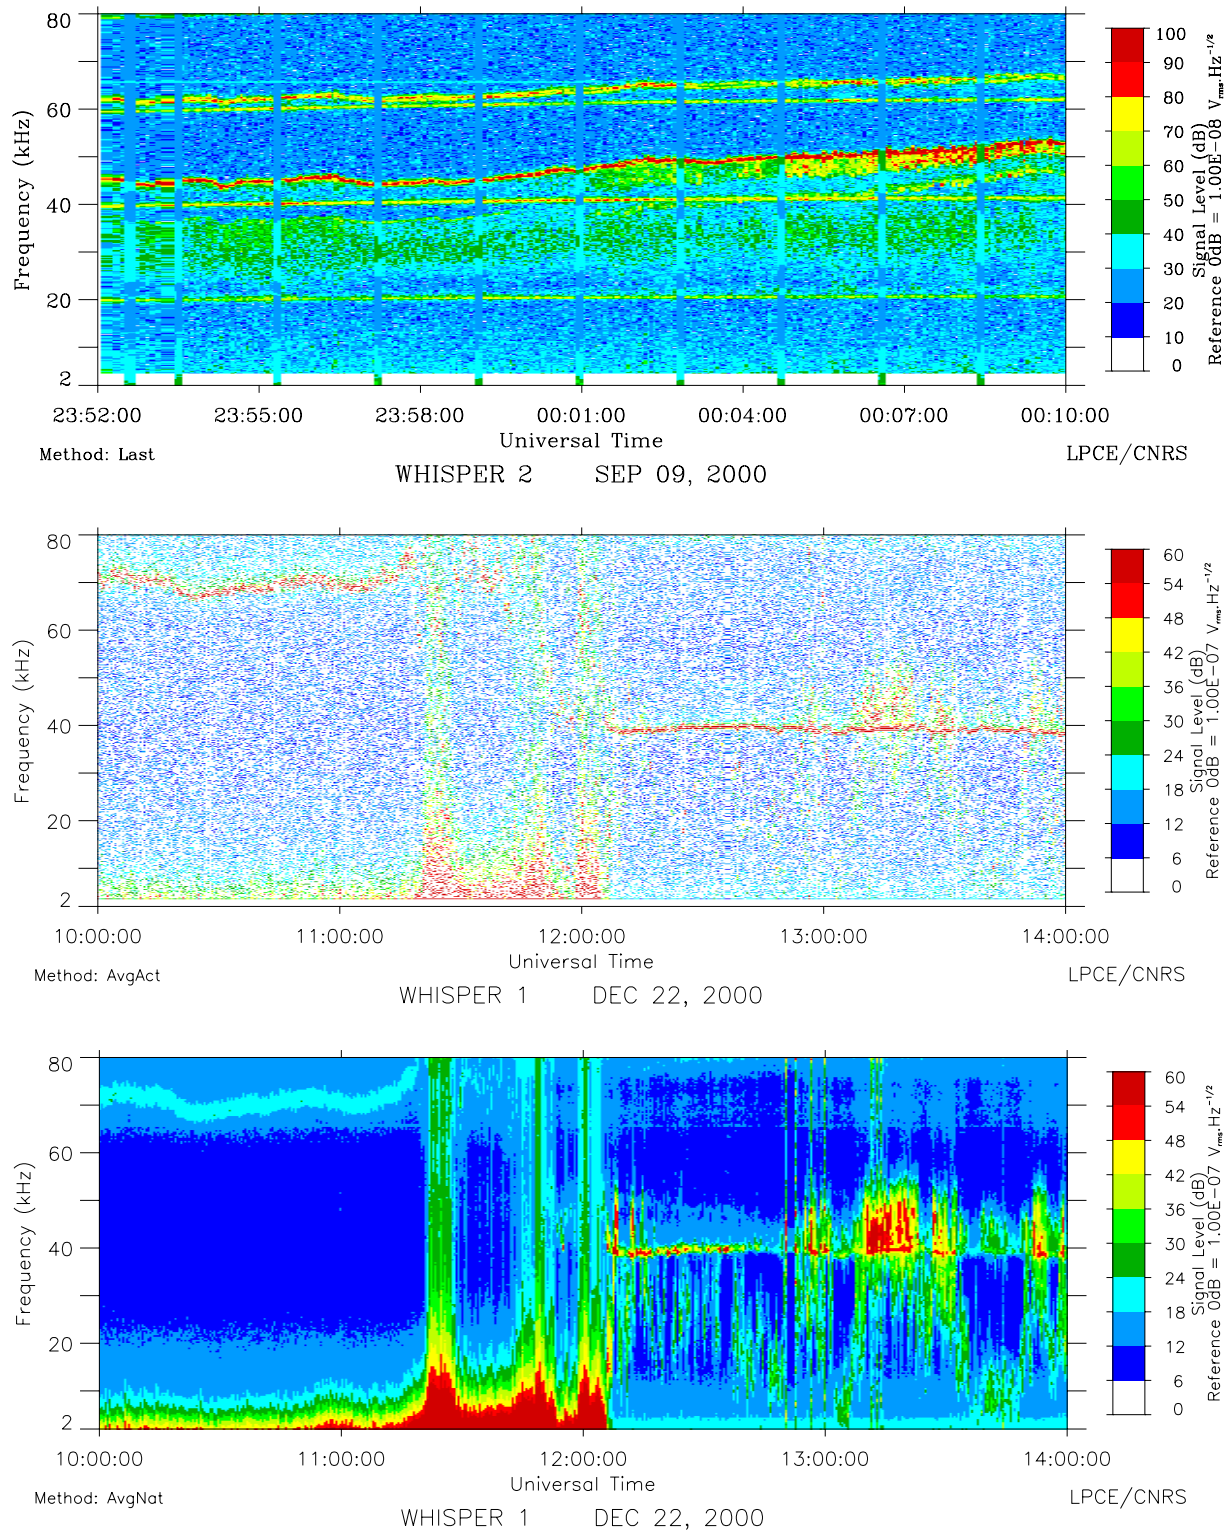 80
60
40
20
2
Frequency (kHz)
23:52:00 23:55:00 23:58:00 00:01:00 00:04:00 00:07:00 00:10:00
Universal Time
Method: Last
LPCE/CNRS
WHISPER 2 SEP 09, 2000
100
90
80
70
60
50
40
30
20
10
0
Signal Level (dB)
Reference 0dB = 1.00E-08 Vrms.Hz-1/2
80
60
40
20
2
Frequency (kHz)
10:00:00 11:00:00 12:00:00 13:00:00 14:00:00
Universal Time
Method: AvgAct
LPCE/CNRS
WHISPER 1 DEC 22, 2000
60
54
48
42
36
30
24
18
12
6
0
Signal Level (dB)
Reference 0dB = 1.00E-07 Vrms.Hz-1/2
80
60
40
20
2
Frequency (kHz)
10:00:00 11:00:00 12:00:00 13:00:00 14:00:00
Universal Time
Method: AvgNat
LPCE/CNRS
WHISPER 1 DEC 22, 2000
60
54
48
42
36
30
24
18
12
6
0
Signal Level (dB)
Reference 0dB = 1.00E-07 Vrms.Hz-1/2